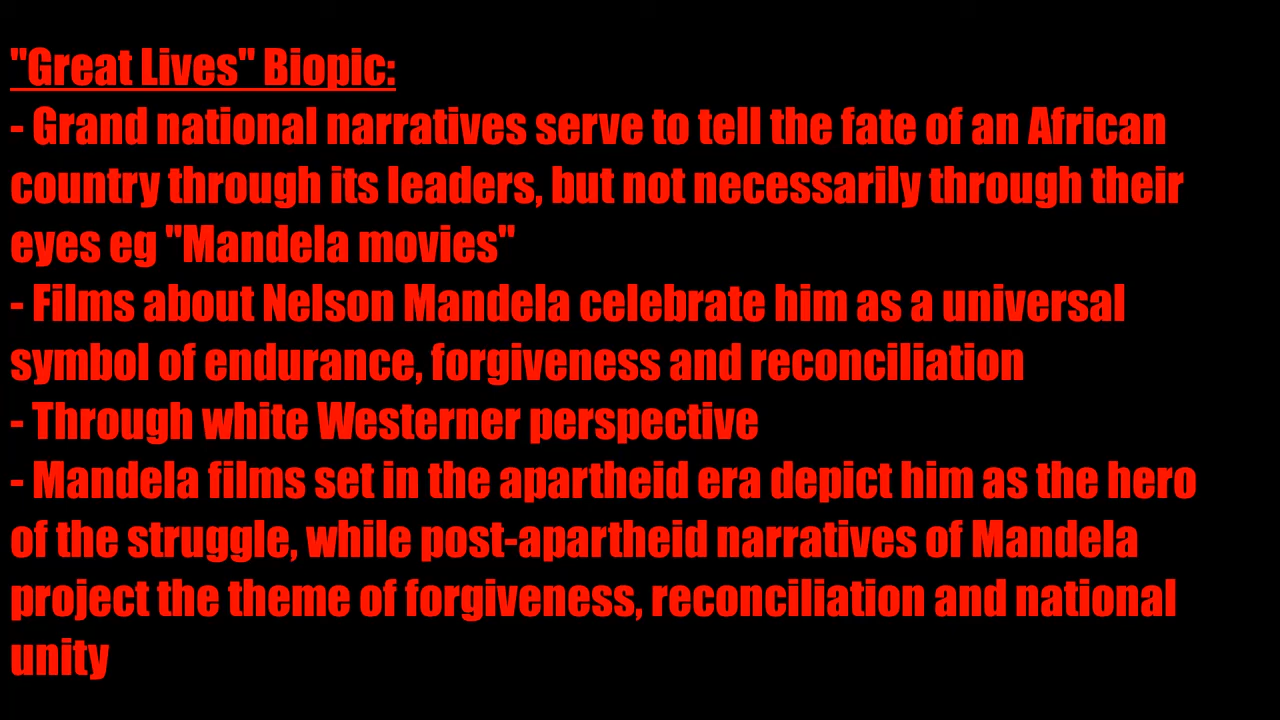 "Great Lives" Biopic:
- Grand national narratives serve to tell the fate of an African
country through its leaders, but not necessarily through their
eyes eg "Mandela movies"
- Films about Nelson Mandela celebrate him as a universal
symbol of endurance, forgiveness and reconciliation
- Through white Westerner perspective
- Mandela films set in the apartheid era depict him as the hero
of the struggle, while post-apartheid narratives of Mandela
project the theme of forgiveness, reconciliation and national
unity